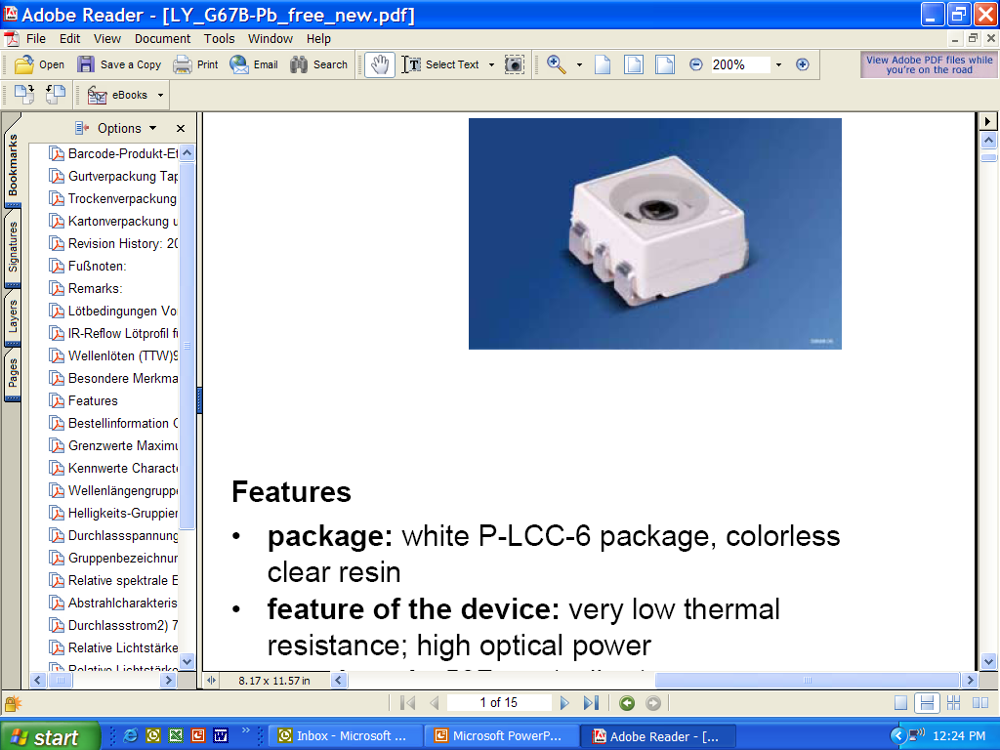 Adobe Reader - [LY_G67B-Pb_free_new.pdf]
File Edit View Document Tools Window Help
Open Save a Copy Print Email Search Select Text 200% View Adobe PDF files while
you're on the road
eBooks
Options
Bookmarks
Signatures
Layers
Pages
Barcode-Produkt-Et
Gurtverpackung Tap
Trockenverpackung
Kartonverpackung u
Revision History: 20
Fußnoten:
Remarks:
Lötbedingungen Vo
IR-Reflow Lötprofil f
Wellenlöten (TTW)9
Besondere Merkma
Features
Bestellinformation O
Grenzwerte Maximu
Kennwerte Characte
Wellenlängengruppe
Helligkeits-Gruppier
Durchlassspannung
Gruppenbezeichnun
Relative spektrale E
Abstrahlcharakteris
Durchlassstrom2) 7
Relative Lichtstärke
Relative Lichtstärke
Features
• package: white P-LCC-6 package, colorless
clear resin
• feature of the device: very low thermal
resistance; high optical power
8.17 x 11.57 in
1 of 15
start Inbox - Microsoft ... Microsoft PowerP... Adobe Reader - [... 12:24 PM